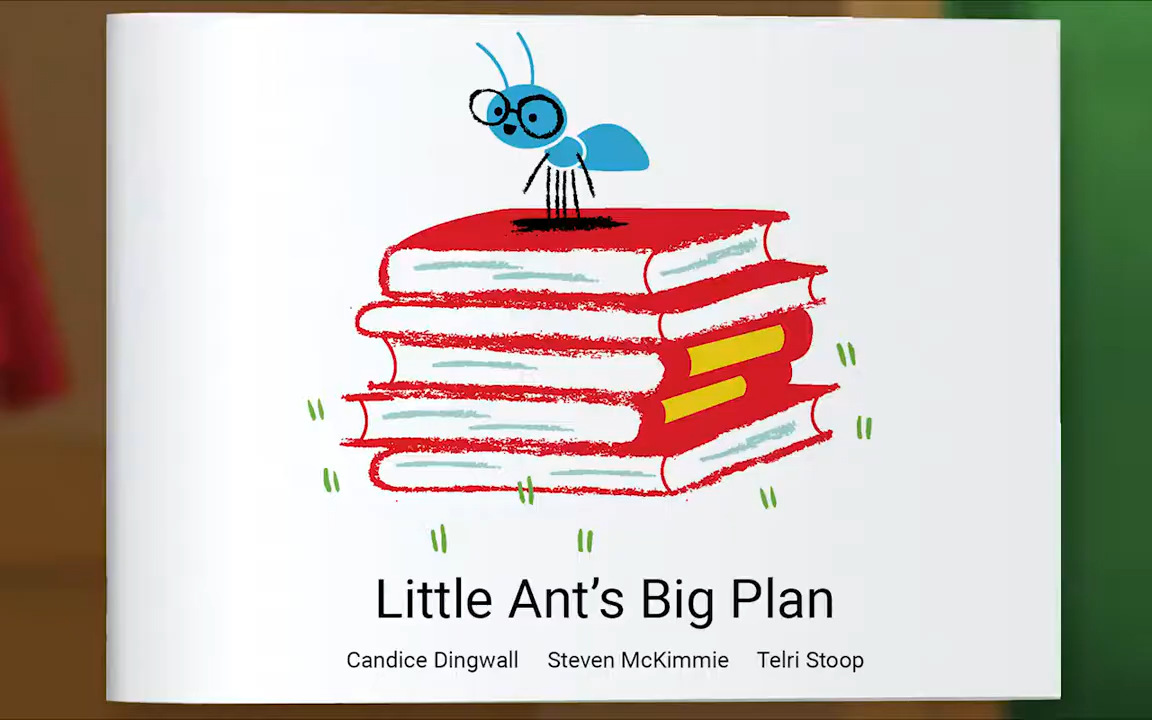 Little Ant’s Big Plan
Candice Dingwall Steven McKimmie Telri Stoop